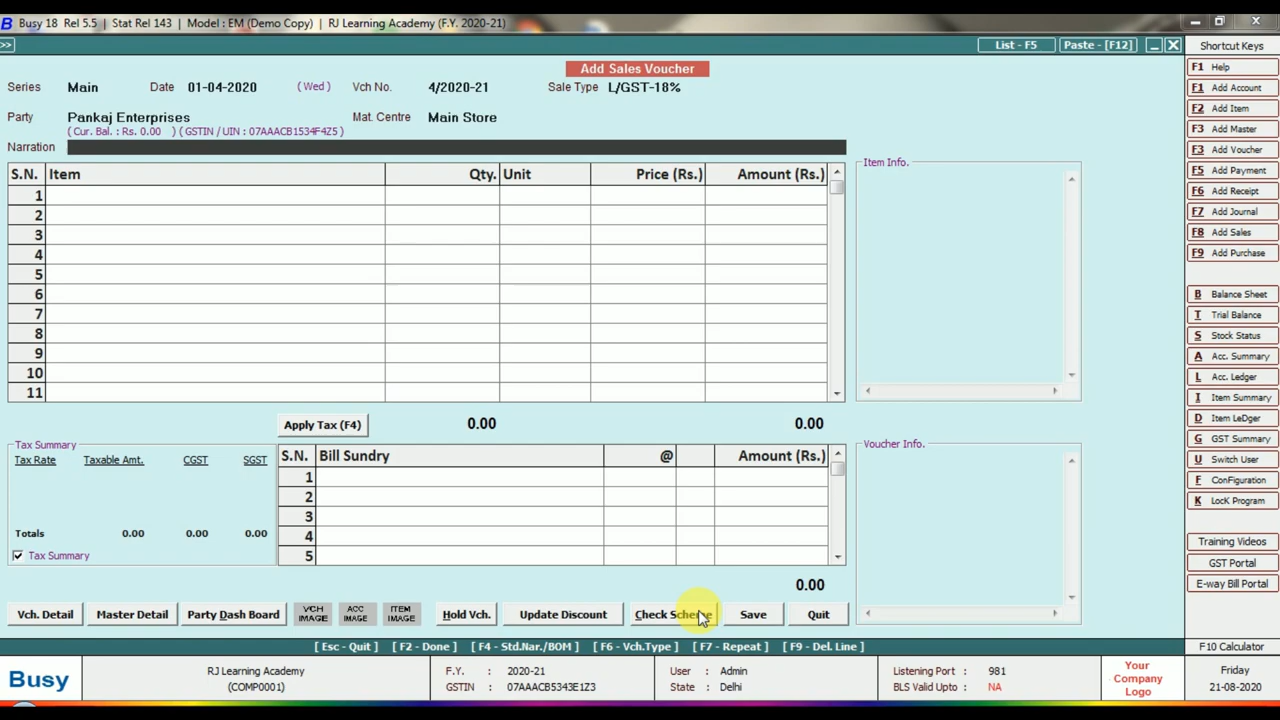 Busy 18 Rel 5.5 | Stat Rel 143 | Model : EM (Demo Copy) | RJ Learning Academy (F.Y. 2020-21)
>> List - F5 Paste - [F12]
Add Sales Voucher
Series Main Date 01-04-2020 (Wed) Vch No. 4/2020-21 Sale Type L/GST-18%
Party Pankaj Enterprises Mat. Centre Main Store
( Cur. Bal. : Rs. 0.00 ) ( GSTIN / UIN : 07AAACB1534F4Z5 )
Narration
S.N. Item Qty. Unit Price (Rs.) Amount (Rs.)
1
2
3
4
5
6
7
8
9
10
11
Item Info.
Apply Tax (F4) 0.00 0.00
Tax Summary
Tax Rate Taxable Amt. CGST SGST
Totals 0.00 0.00 0.00
Tax Summary
S.N. Bill Sundry @ Amount (Rs.)
1
2
3
4
5
0.00
Voucher Info.
Vch. Detail Master Detail Party Dash Board VCH IMAGE ACC IMAGE ITEM IMAGE Hold Vch. Update Discount Check Scheme Save Quit
[ Esc - Quit ] [ F2 - Done ] [ F4 - Std.Nar./BOM ] [ F6 - Vch.Type ] [ F7 - Repeat ] [ F9 - Del. Line ]
Shortcut Keys
F1 Help
F1 Add Account
F2 Add Item
F3 Add Master
F3 Add Voucher
F5 Add Payment
F6 Add Receipt
F7 Add Journal
F8 Add Sales
F9 Add Purchase
B Balance Sheet
T Trial Balance
S Stock Status
A Acc. Summary
L Acc. Ledger
I Item Summary
D Item LeDger
G GST Summary
U Switch User
F ConFiguration
K LocK Program
Training Videos
GST Portal
E-way Bill Portal
F10 Calculator
Busy
RJ Learning Academy
(COMP0001)
F.Y. : 2020-21
GSTIN : 07AAACB5343E1Z3
User : Admin
State : Delhi
Listening Port : 981
BLS Valid Upto : NA
Your
Company
Logo
Friday
21-08-2020